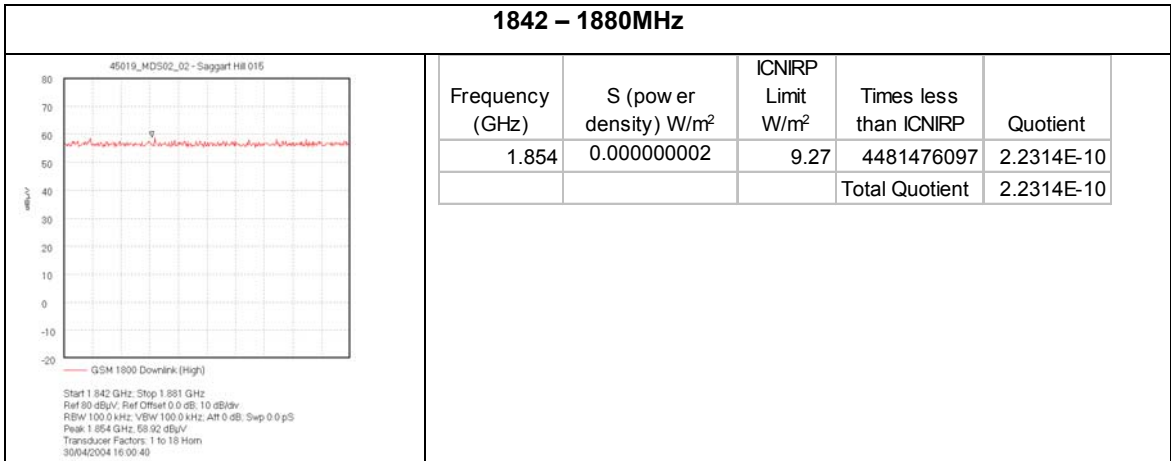 1842 – 1880MHz
45019_MDS02_02 - Saggart Hill 015
80
70
60
50
40
30
20
10
0
-10
-20
dBµV
GSM 1800 Downlink (High)
Start 1.842 GHz; Stop 1.881 GHz
Ref 80 dBµV; Ref Offset 0.0 dB; 10 dB/div
RBW 100.0 kHz; VBW 100.0 kHz; Att 0 dB; Swp 0.0 pS
Peak 1.854 GHz, 58.92 dBµV
Transducer Factors: 1 to 18 Horn
30/04/2004 16:00:40
Frequency (GHz) S (pow er density) W/m² ICNIRP Limit W/m² Times less than ICNIRP Quotient
1.854 0.000000002 9.27 4481476097 2.2314E-10
Total Quotient 2.2314E-10